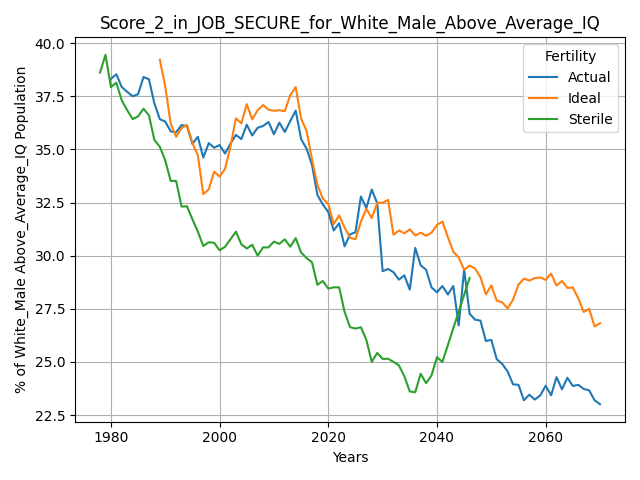 Score_2_in_JOB_SECURE_for_White_Male_Above_Average_IQ
% of White_Male Above_Average_IQ Population
40.0
37.5
35.0
32.5
30.0
27.5
25.0
22.5
Fertility
Actual
Ideal
Sterile
1980
2000
2020
2040
2060
Years